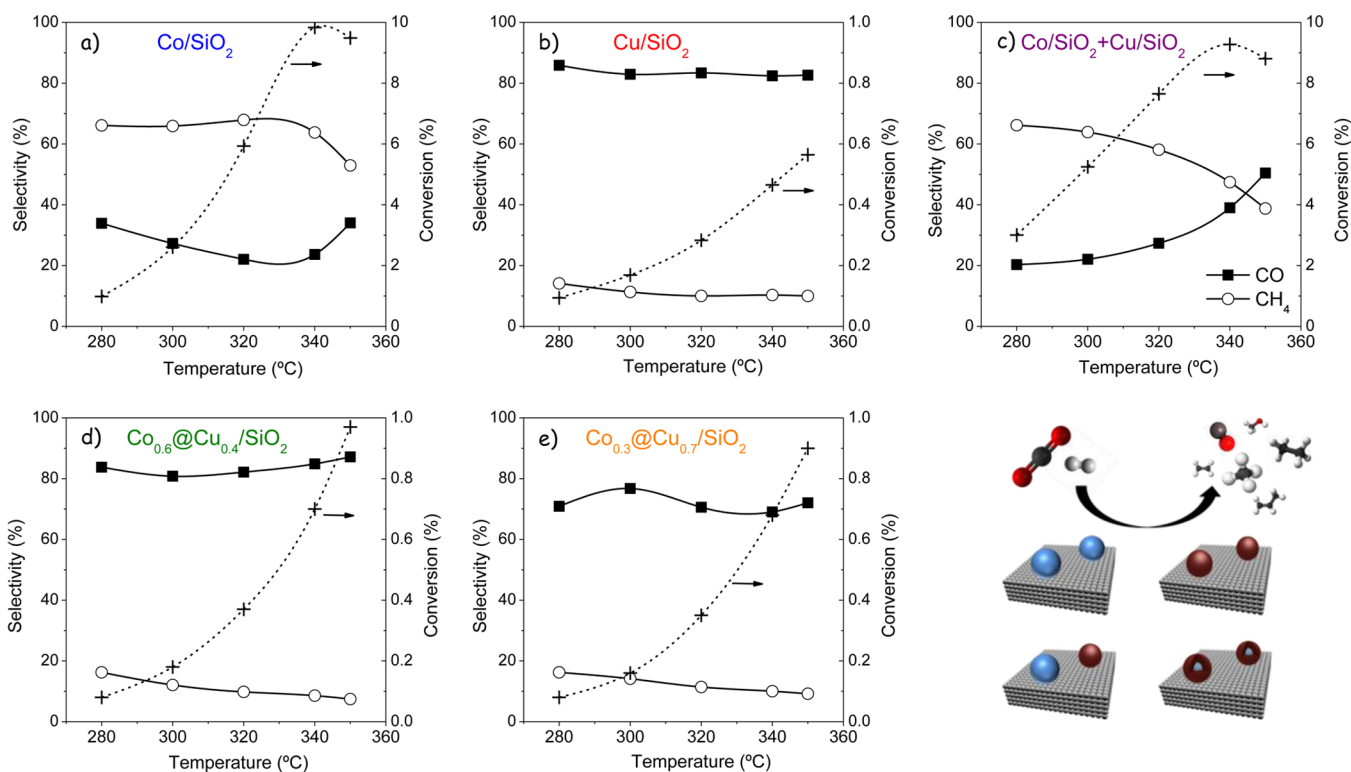 a)
Co/SiO₂
100
80
60
40
20
0
Selectivity (%)
10
8
6
4
2
0
Conversion (%)
280 300 320 340 360
Temperature (ºC)
b)
Cu/SiO₂
100
80
60
40
20
0
Selectivity (%)
1.0
0.8
0.6
0.4
0.2
0.0
Conversion (%)
280 300 320 340 360
Temperature (ºC)
c)
Co/SiO₂+Cu/SiO₂
100
80
60
40
20
0
Selectivity (%)
10
8
6
4
2
0
Conversion (%)
CO
CH₄
280 300 320 340 360
Temperature (ºC)
d)
Co₀.₆@Cu₀.₄/SiO₂
100
80
60
40
20
0
Selectivity (%)
1.0
0.8
0.6
0.4
0.2
0.0
Conversion (%)
280 300 320 340 360
Temperature (ºC)
e)
Co₀.₃@Cu₀.₇/SiO₂
100
80
60
40
20
0
Selectivity (%)
1.0
0.8
0.6
0.4
0.2
0.0
Conversion (%)
280 300 320 340 360
Temperature (ºC)